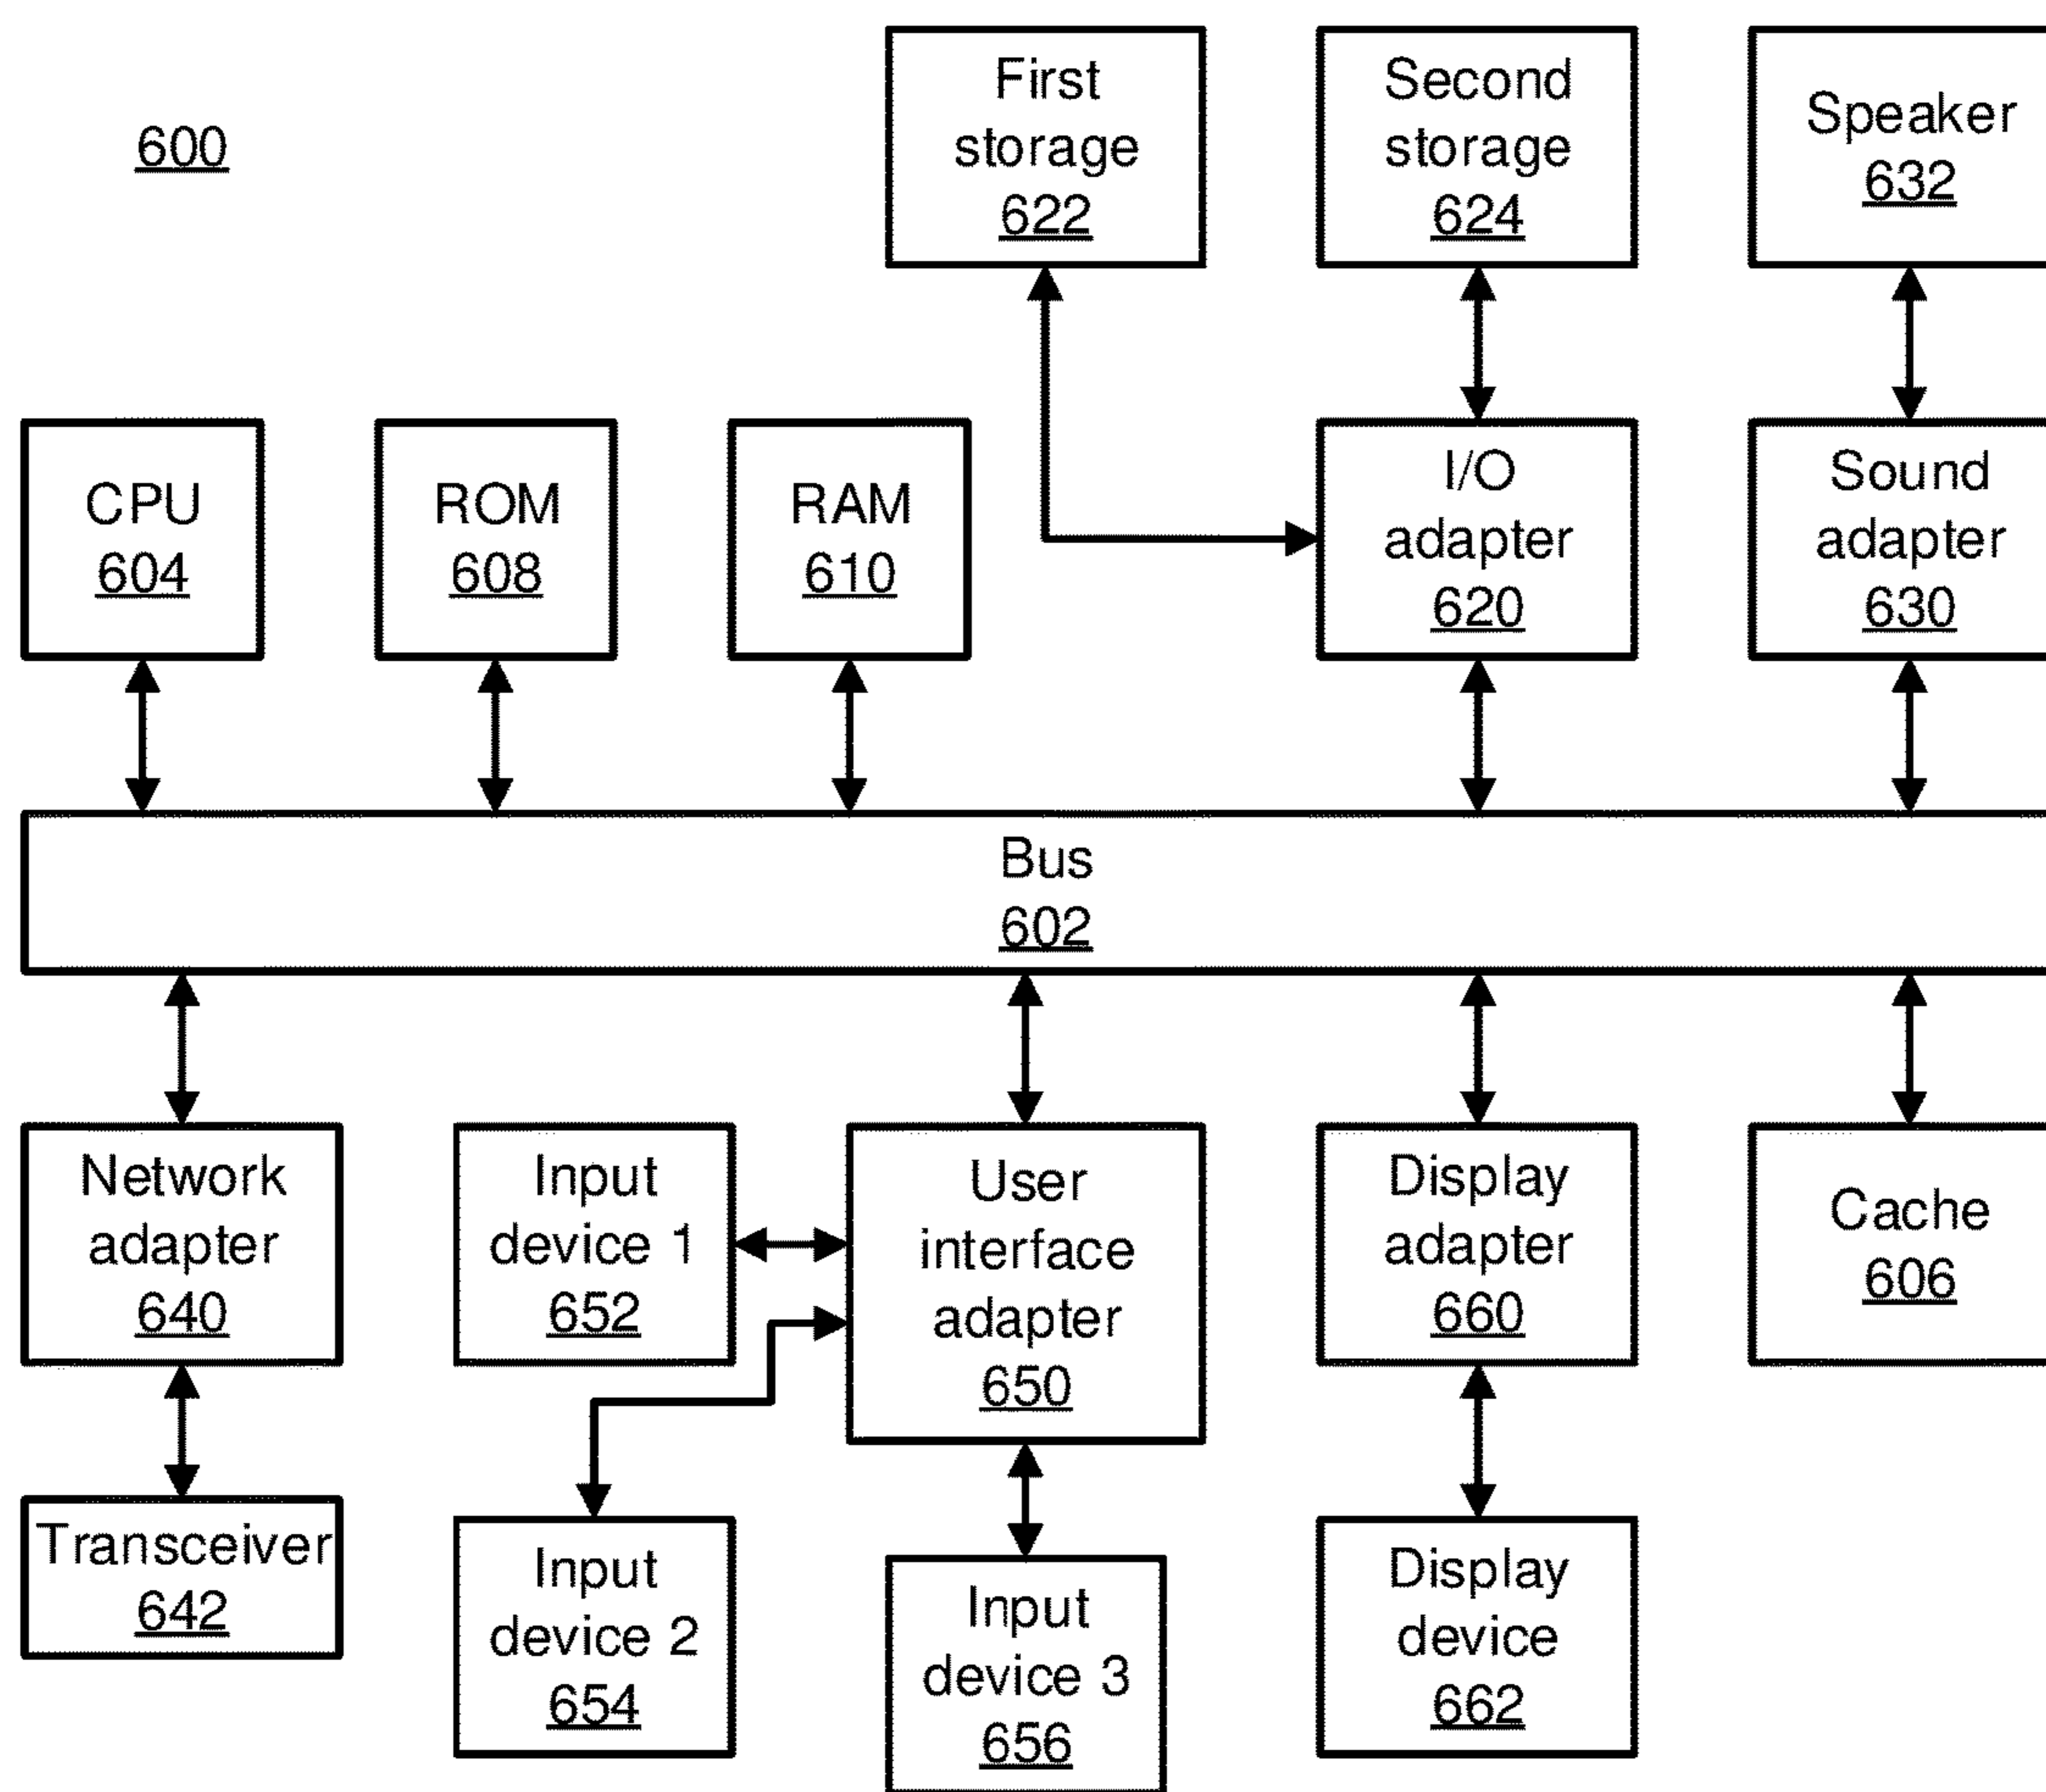 600
First
storage
622
Second
storage
624
Speaker
632
CPU
604
ROM
608
RAM
610
I/O
adapter
620
Sound
adapter
630
Bus
602
Network
adapter
640
Input
device 1
652
User
interface
adapter
650
Display
adapter
660
Cache
606
Transceiver
642
Input
device 2
654
Input
device 3
656
Display
device
662